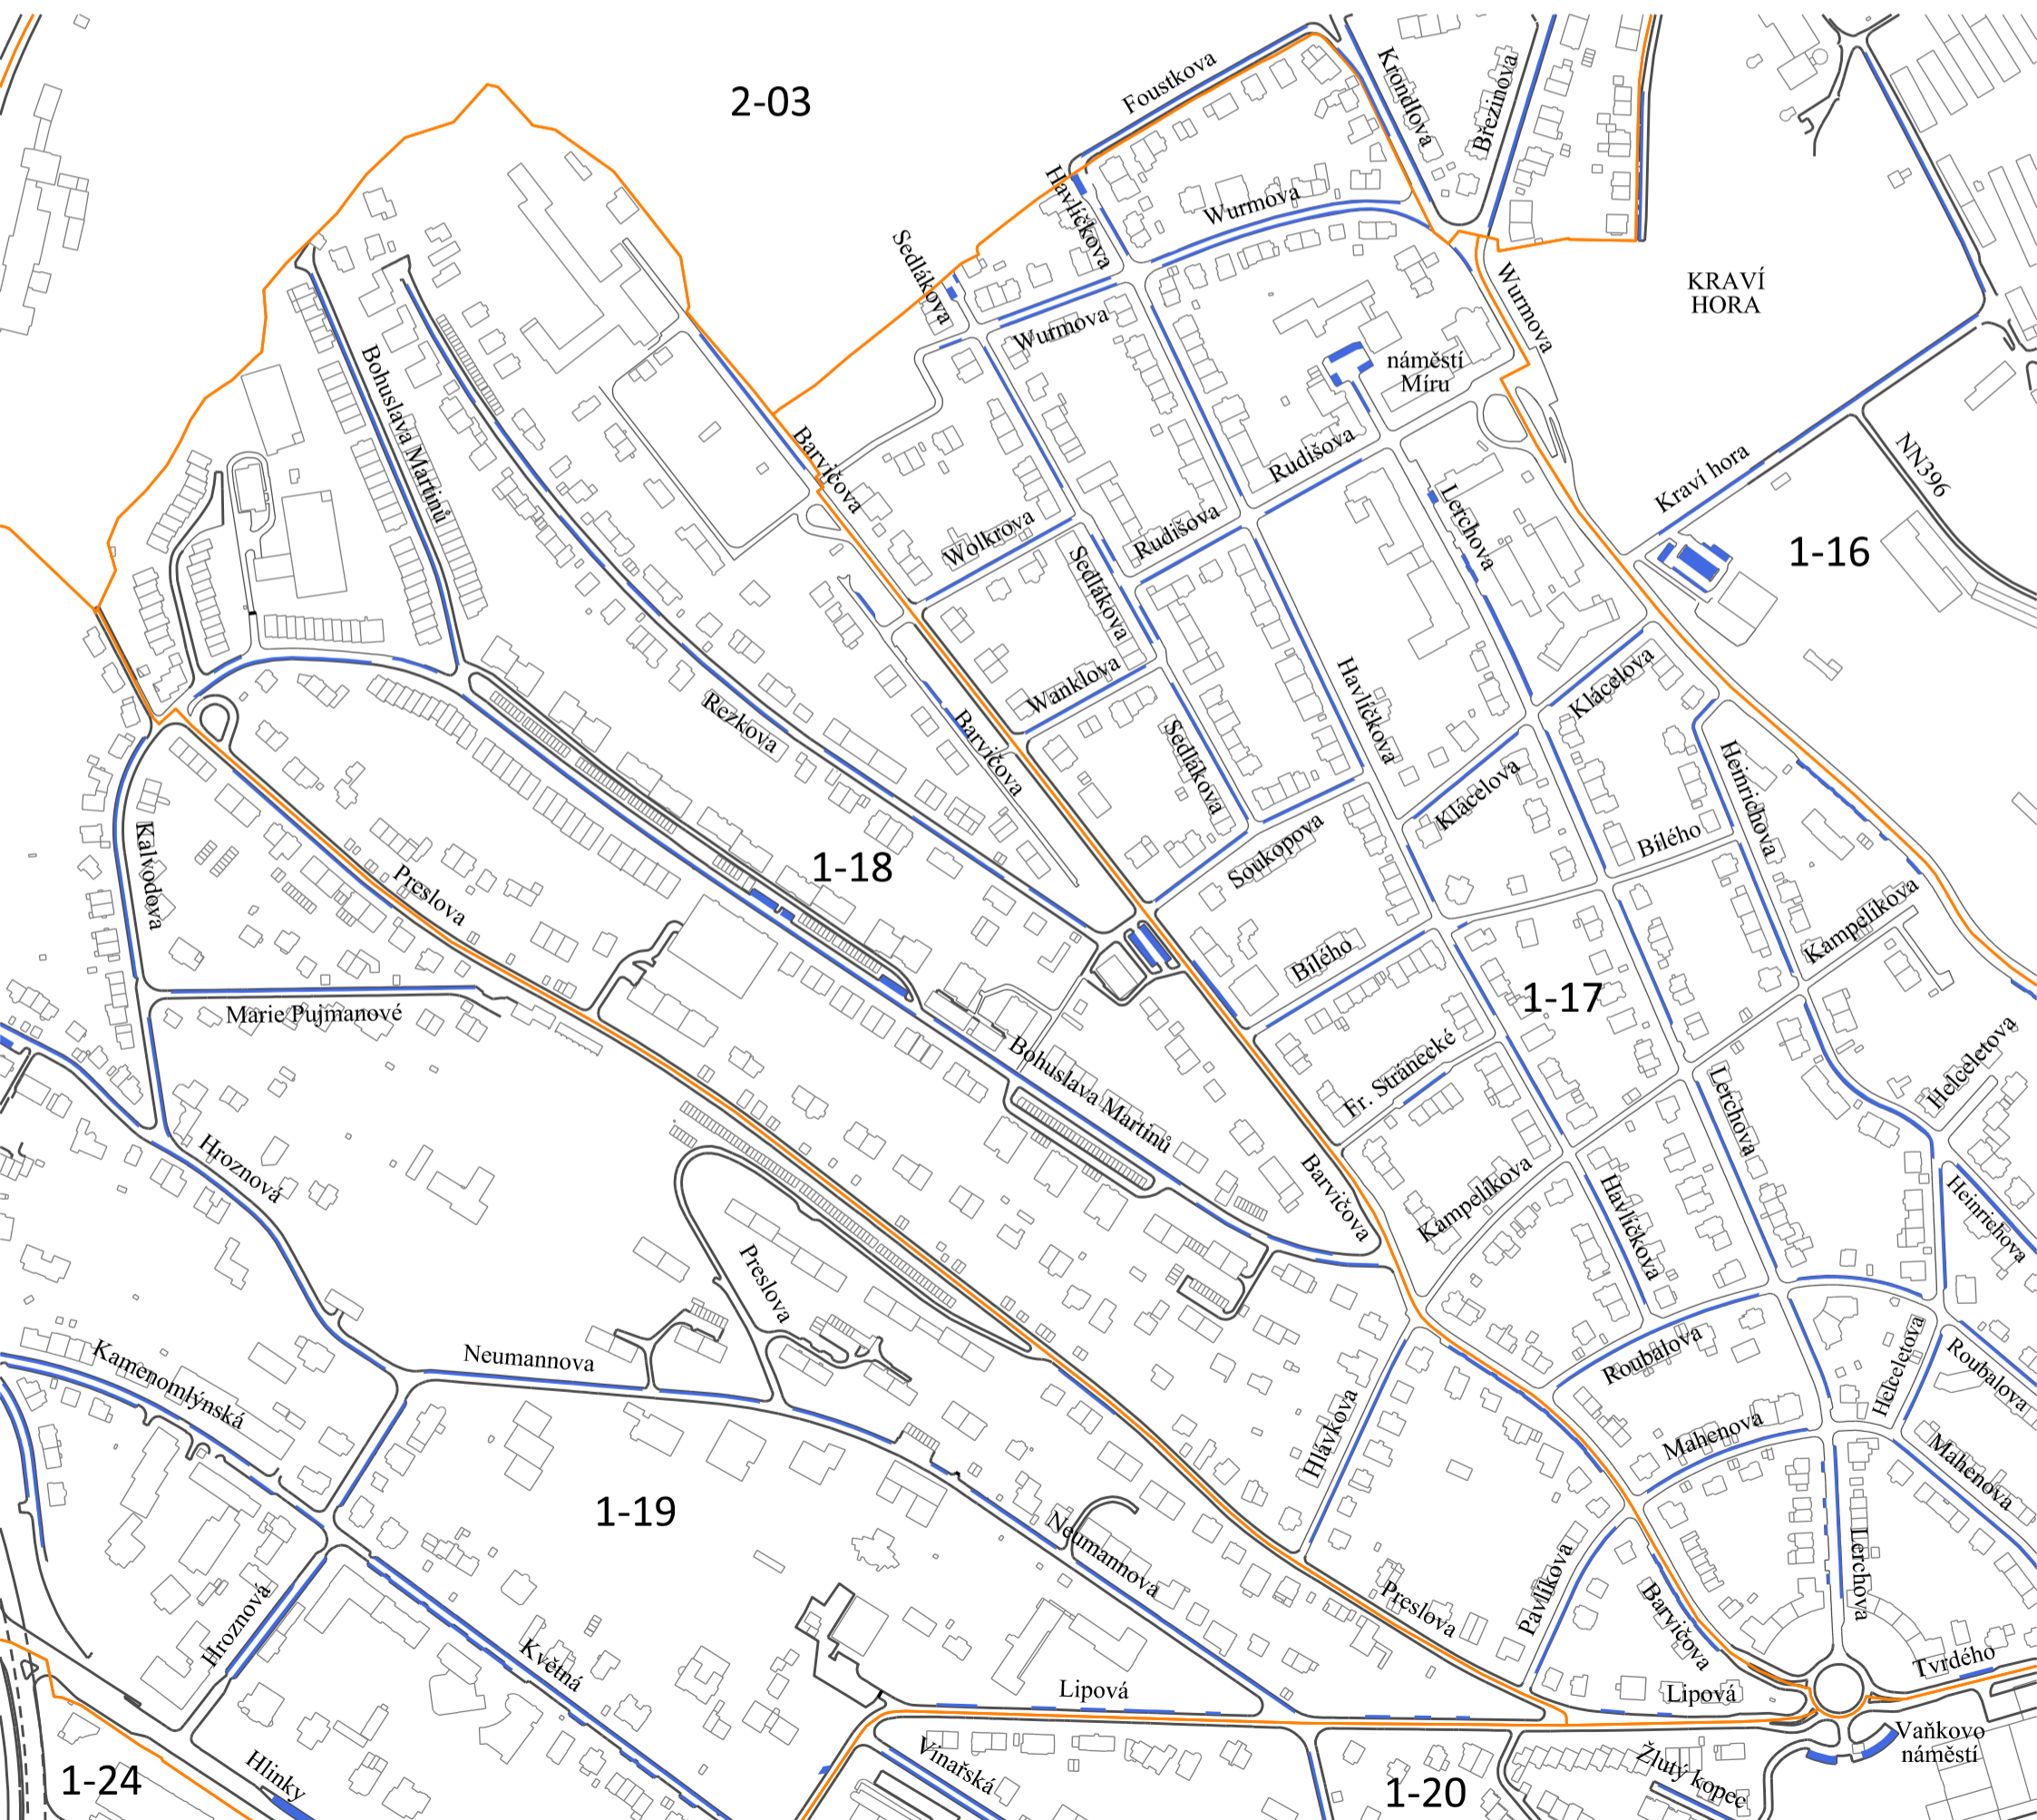 2-03
Foustkova
Krondlova
Březinova
Havlíčkova
Wurmova
Sedlákova
Wurmova
Wurmova
KRAVÍ
HORA
náměstí
Míru
Bohuslava Martinů
Barvičova
Rudišova
Kraví hora
NN396
Lerchova
Wolkrova
Rudišova
1-16
Sedlákova
Klácelova
Wanklova
Havlíčkova
Rezkova
Barvičova
Sedlákova
Heinrichova
Klácelova
Kalvodova
Preslova
1-18
Soukopova
Bílého
Kampelíkova
Bílého
1-17
Marie Pujmanové
Bohuslava Martinů
Fr. Stránecké
Helceletova
Lerchova
Hroznová
Barvičova
Kampelíkova
Havlíčkova
Heinrichova
Preslova
Kamenomlýnská
Neumannova
Roubalova
Helceletova
Roubalova
Hlávkova
Mahenova
Mahenova
1-19
Neumannova
Lerchova
Hroznová
Květná
Preslova
Pavlíkova
Barvičova
Tvrdého
Lipová
Lipová
Vaňkovo
náměstí
Vinařská
Žlutý kopec
Hlinky
1-24
1-20